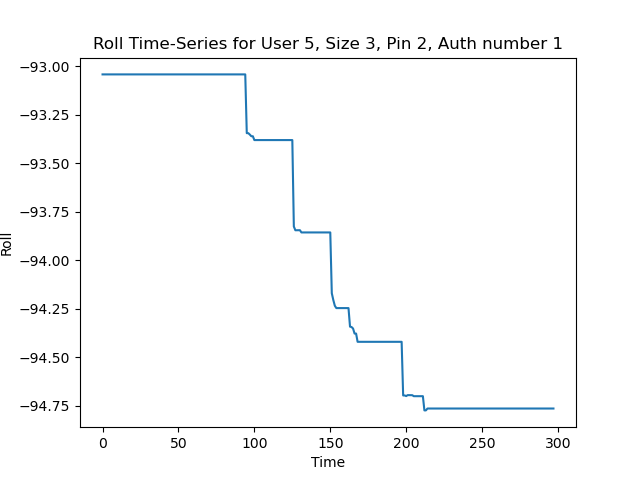 Roll Time-Series for User 5, Size 3, Pin 2, Auth number 1
−93.00
−93.25
−93.50
−93.75
−94.00
−94.25
−94.50
−94.75
Roll
0 50 100 150 200 250 300
Time